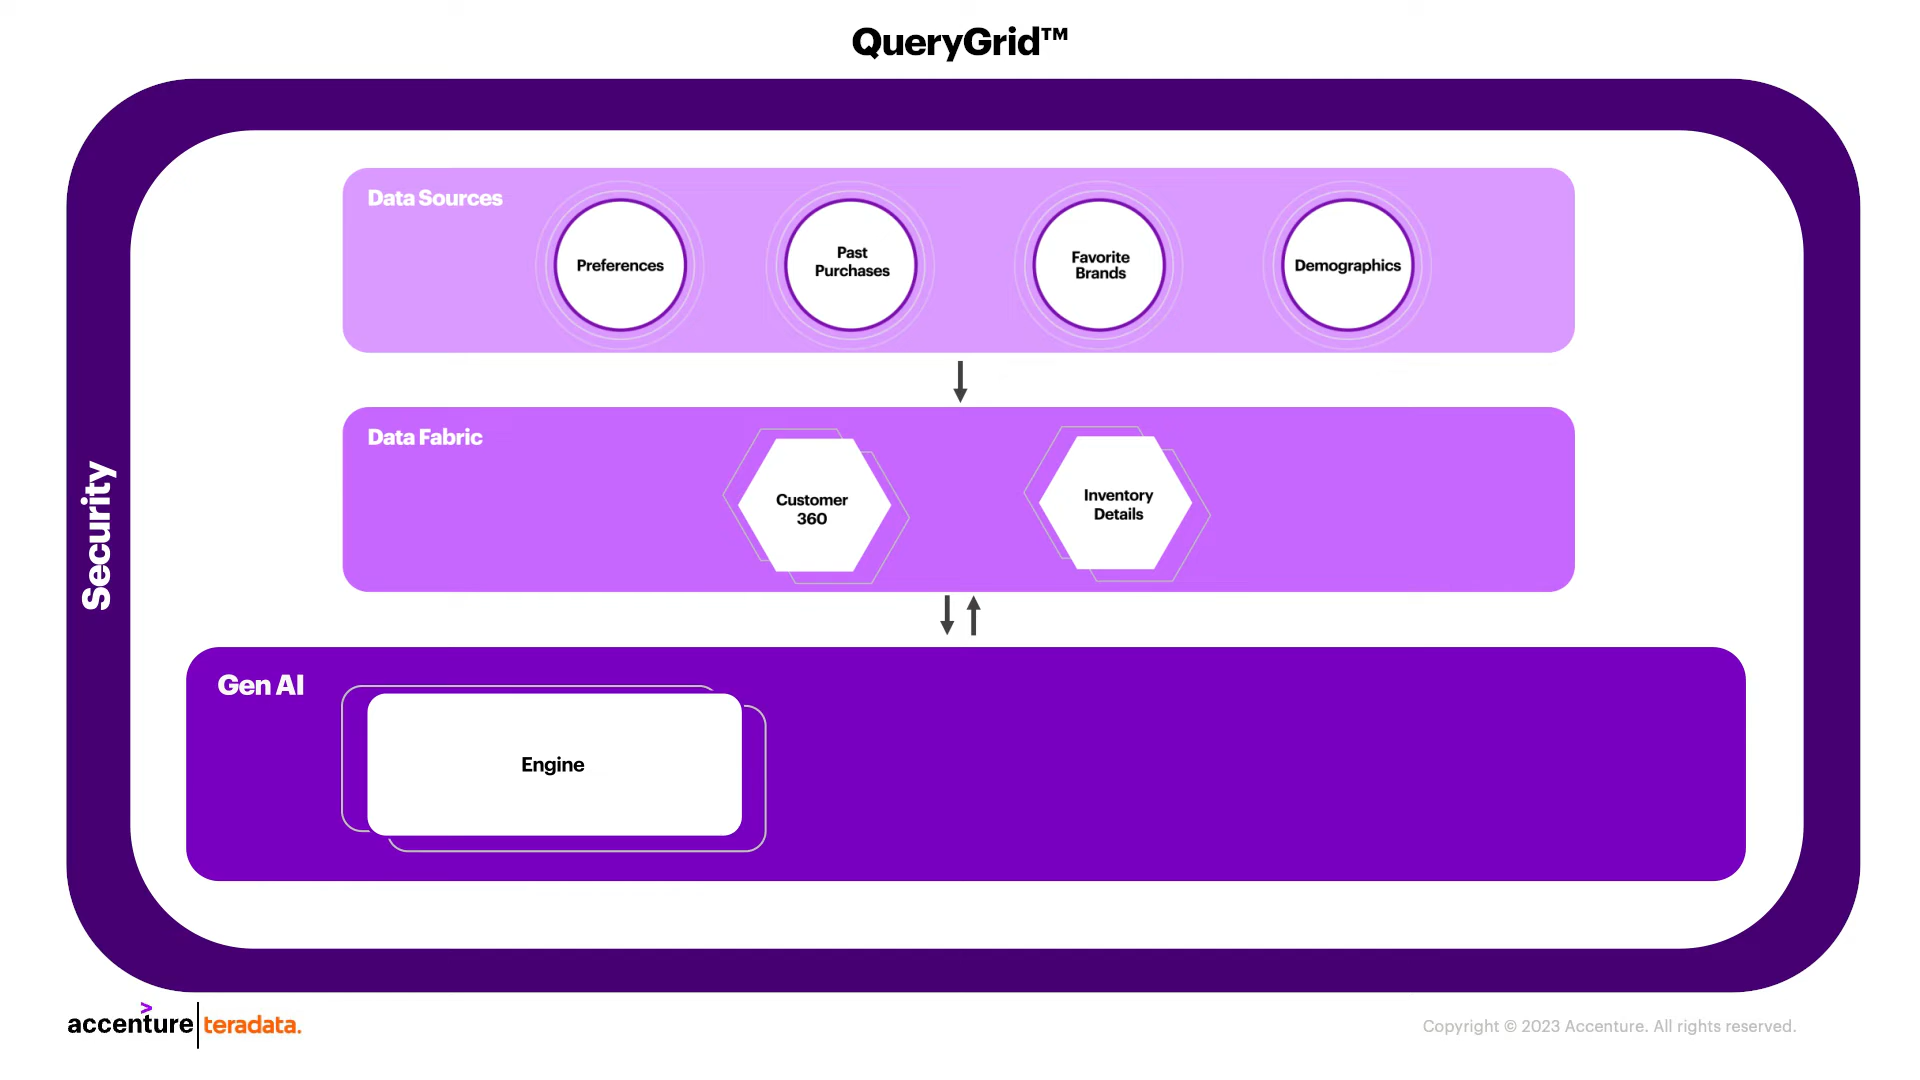 QueryGrid™
Security
Data Sources
Preferences
Past
Purchases
Favorite
Brands
Demographics
Data Fabric
Customer
360
Inventory
Details
Gen AI
Engine
accenture
teradata.
Copyright © 2023 Accenture. All rights reserved.